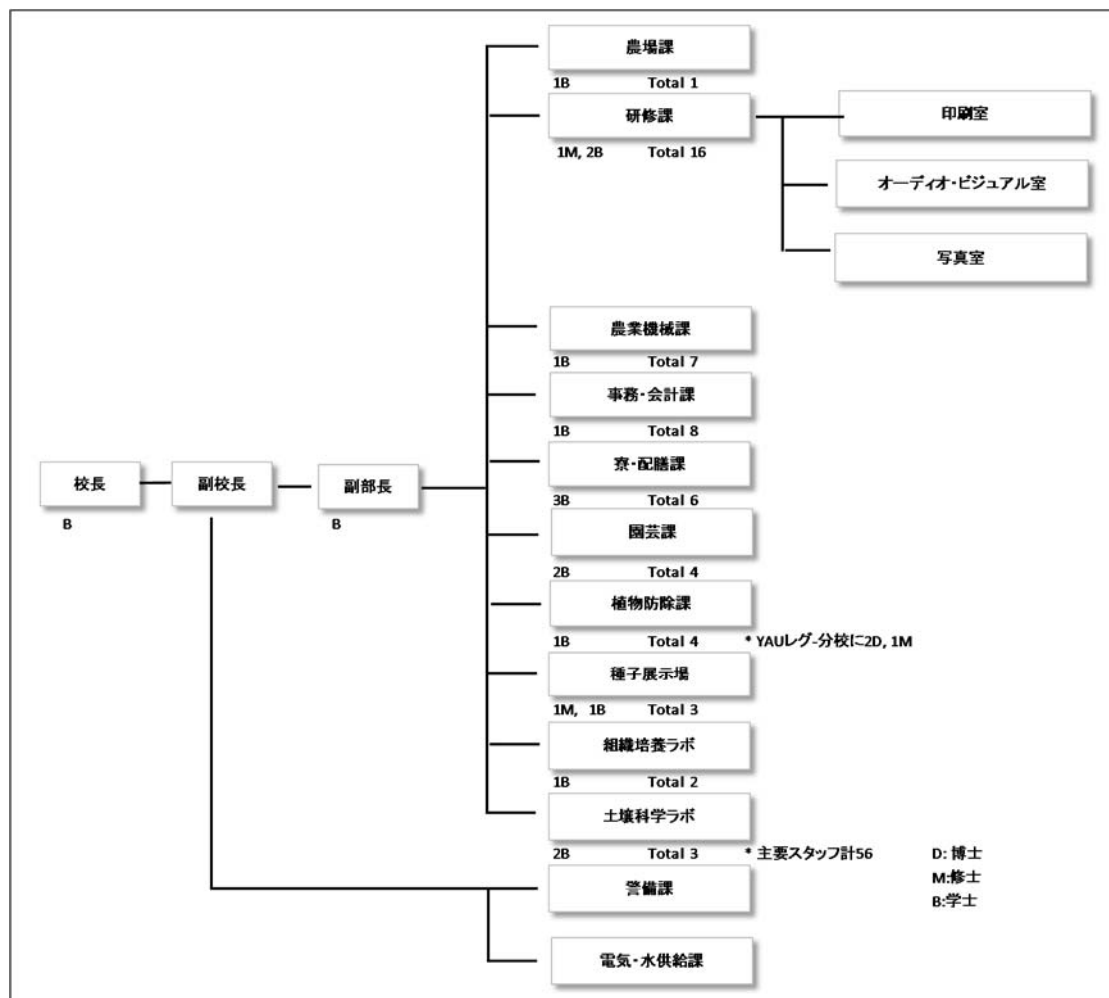 農場課
1B Total 1
研修課
1M, 2B Total 16
印刷室
オーディオ・ビジュアル室
写真室
農業機械課
1B Total 7
事務・会計課
1B Total 8
寮・配膳課
3B Total 6
校長
B
副校長
副部長
B
園芸課
2B Total 4
植物防除課
1B Total 4 * YAUレグ-分校に2D, 1M
種子展示場
1M, 1B Total 3
組織培養ラボ
1B Total 2
土壌科学ラボ
2B Total 3 * 主要スタッフ計56
D: 博士
M:修士
B:学士
警備課
電気・水供給課